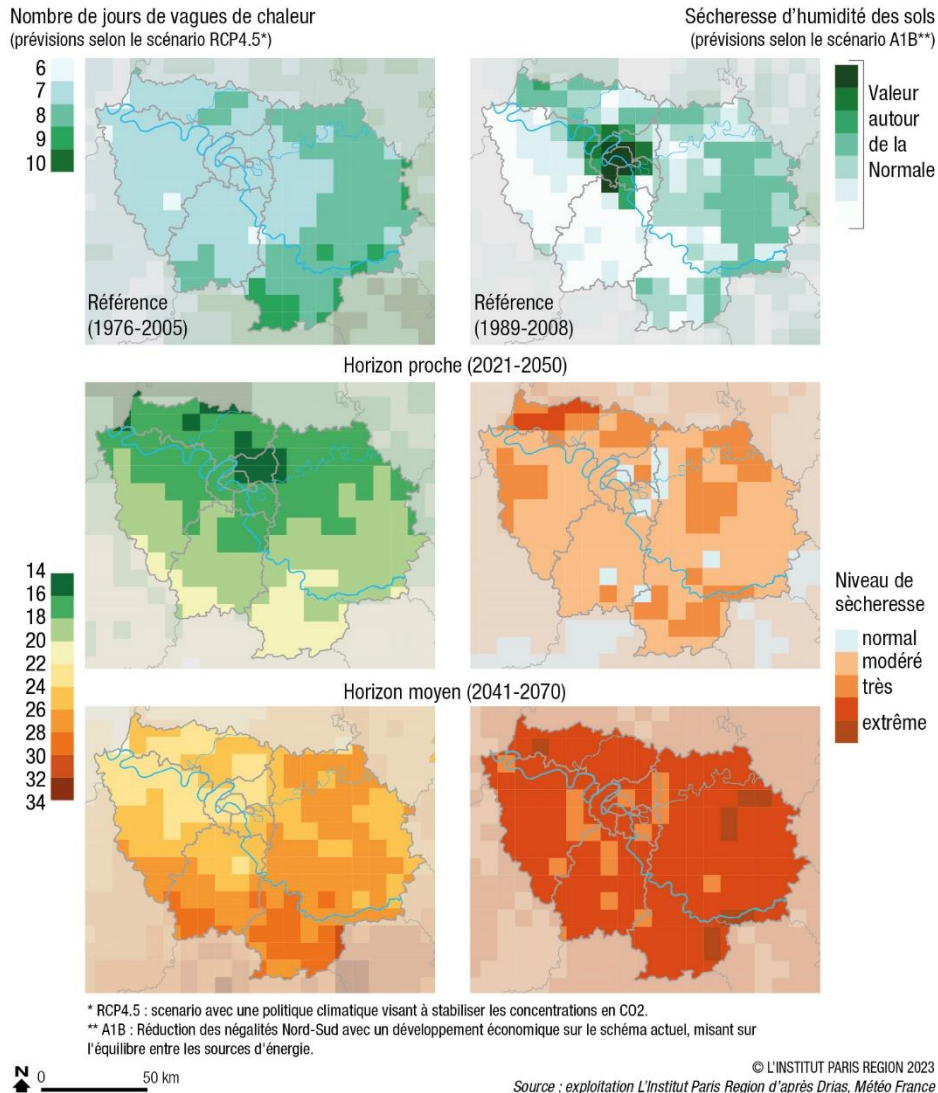 Nombre de jours de vagues de chaleur
(prévisions selon le scénario RCP4.5*)
Sécheresse d'humidité des sols
(prévisions selon le scénario A1B**)
6
7
8
9
10
Référence
(1976-2005)
Référence
(1989-2008)
Valeur
autour
de la
Normale
Horizon proche (2021-2050)
14
16
18
20
22
24
26
28
30
32
34
Niveau de
sècheresse
normal
modéré
très
extrême
Horizon moyen (2041-2070)
* RCP4.5 : scenario avec une politique climatique visant à stabiliser les concentrations en CO2.
** A1B : Réduction des négalités Nord-Sud avec un développement économique sur le schéma actuel, misant sur
l'équilibre entre les sources d'énergie.
N
0 50 km
© L'INSTITUT PARIS REGION 2023
Source : exploitation L'Institut Paris Region d'après Drias, Météo France